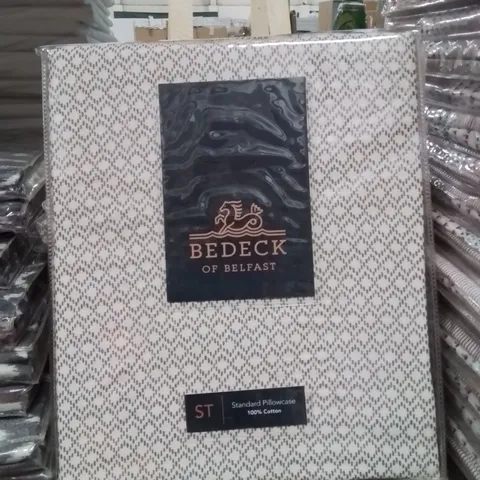 BEDECK
OF BELFAST
ST
Standard Pillowcase
100% Cotton